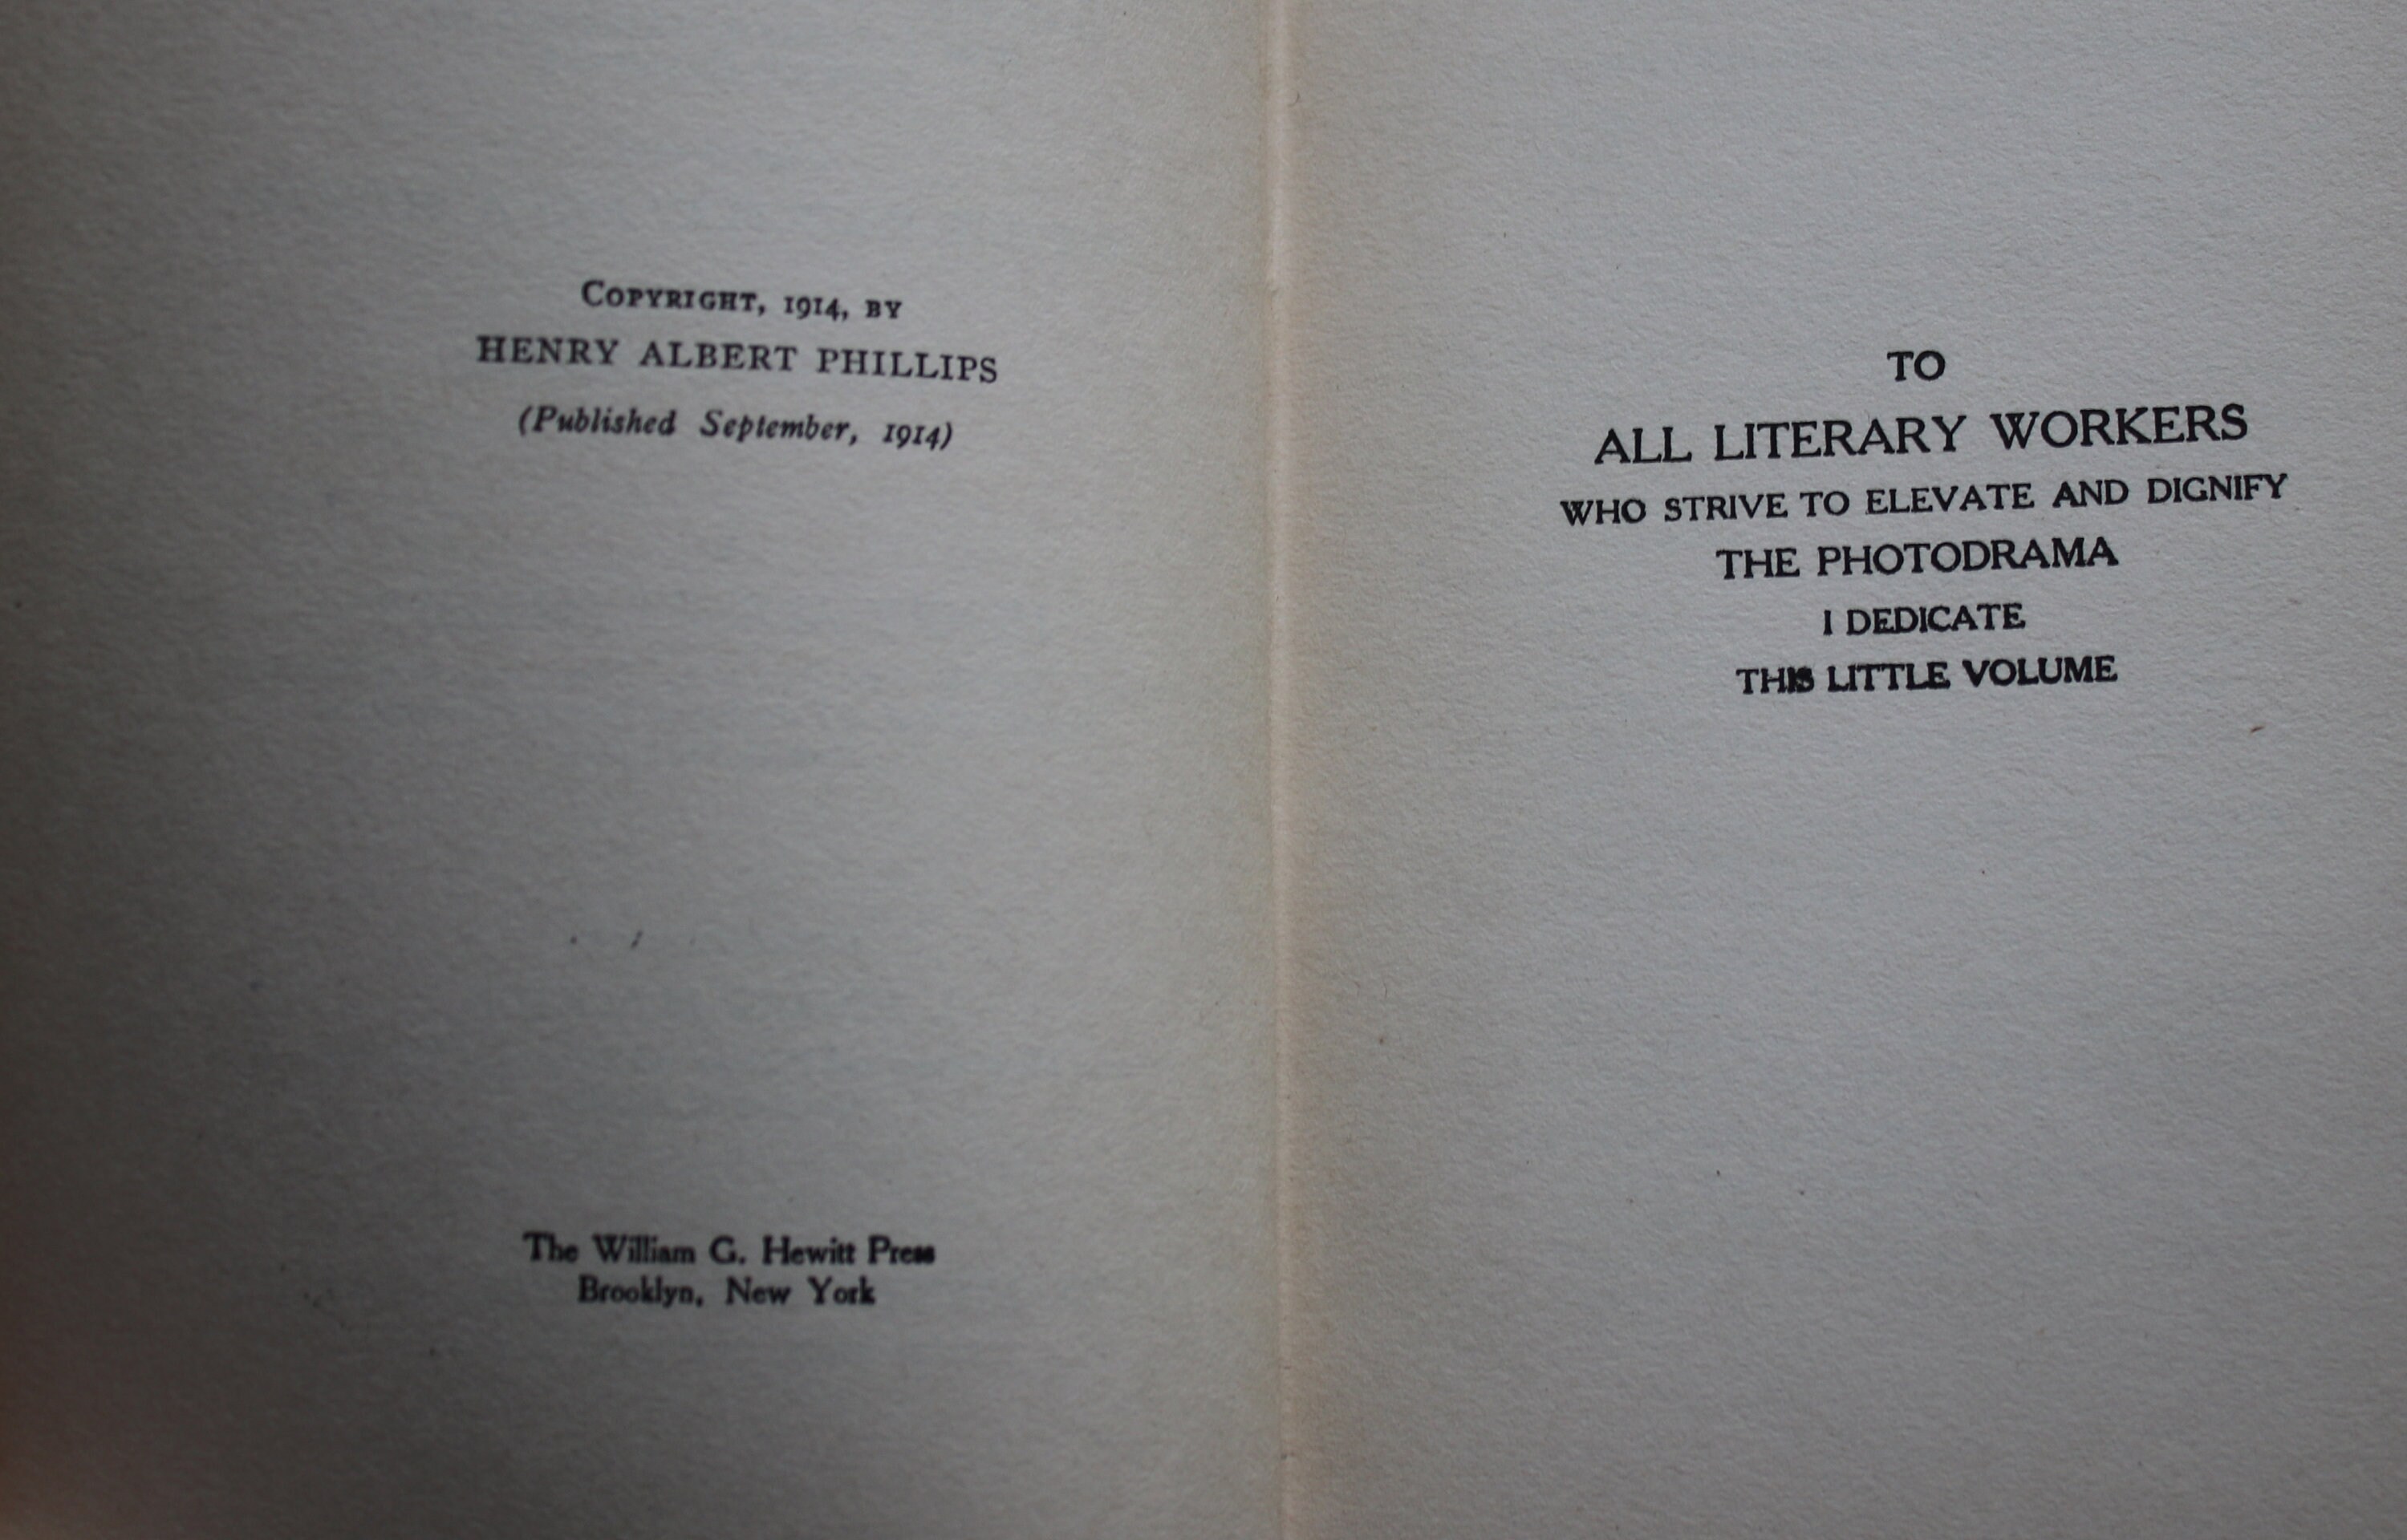 Copyright, 1914, by
HENRY ALBERT PHILLIPS
(Published September, 1914)
The William G. Hewitt Press
Brooklyn, New York
TO
ALL LITERARY WORKERS
WHO STRIVE TO ELEVATE AND DIGNIFY
THE PHOTODRAMA
I DEDICATE
THIS LITTLE VOLUME